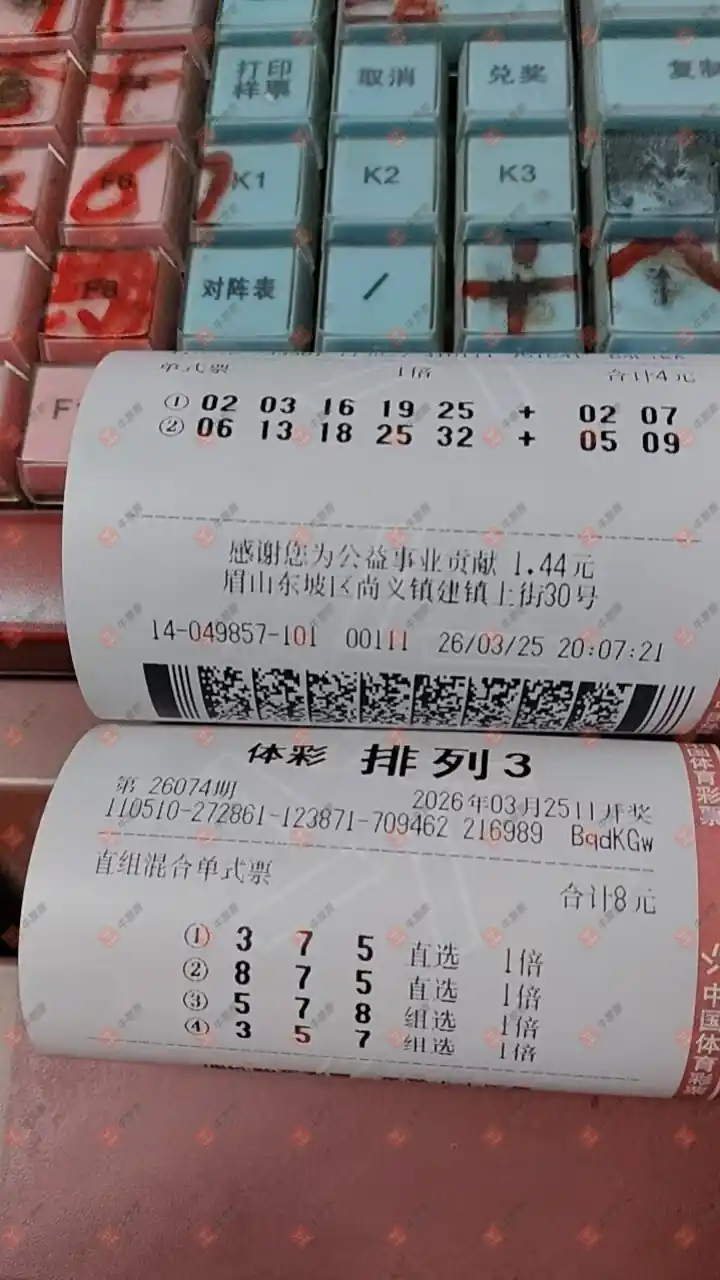 打印
样票
取消
兑奖
复制
F6
K1
K2
K3
F8
对阵表
/
单式票 1倍 合计4元
① 02 03 16 19 25 + 02 07
② 06 13 18 25 32 + 05 09
感谢您为公益事业贡献 1.44元
眉山东坡区尚义镇建镇上街30号
14-049857-101 00111 26/03/25 20:07:21
体彩 排列3
第 26074期 2026年03月25日开奖
110510-272861-123871-709462 216989 BqdKGw
直组混合单式票
合计8元
① 3 7 5 直选 1倍
② 8 7 5 直选 1倍
③ 5 7 8 组选 1倍
④ 3 5 7 组选 1倍
国体育彩票
中国体育彩